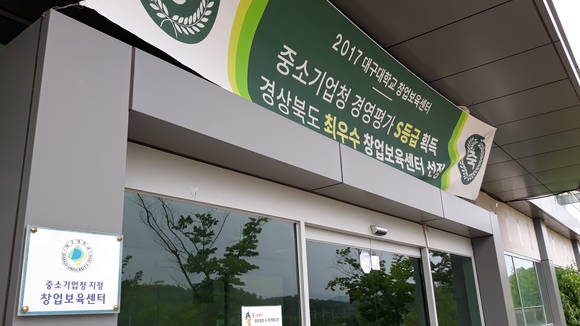 2017 대구대학교 창업보육센터
중소기업청 경영평가 S등급 획득
경상북도 최우수 창업보육센터 선정
중소기업청 지정
창업보육센터